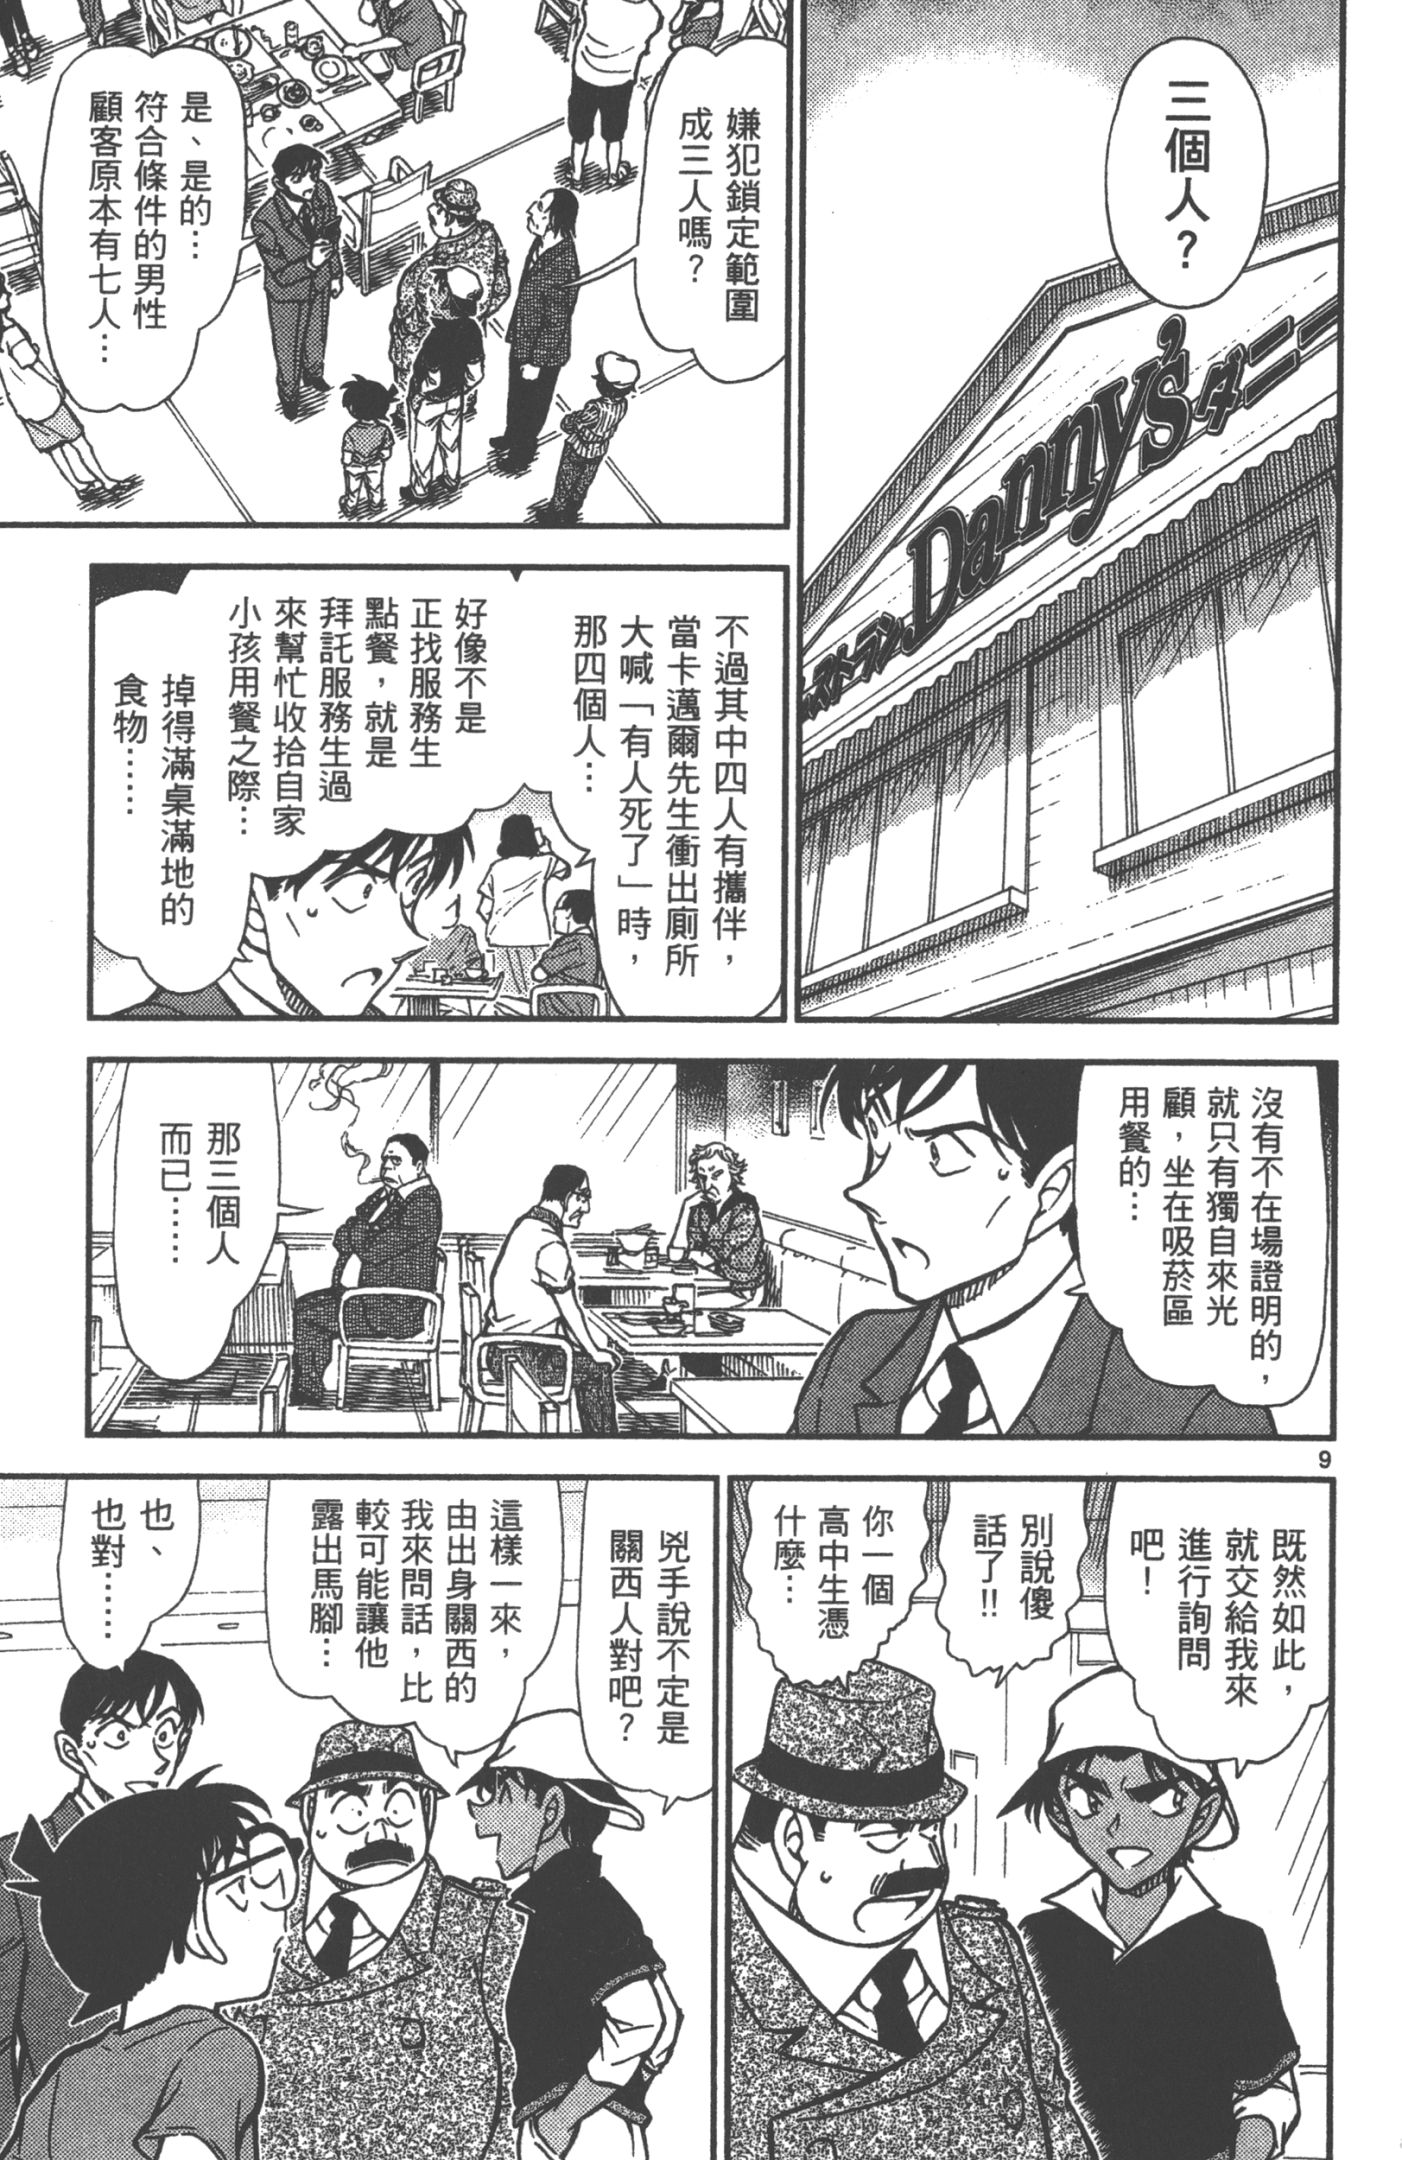 三個人？
Danny's
ダニー
ストラン
嫌犯鎖定範圍
成三人嗎？
是、是的…
符合條件的男性
顧客原本有七人…
不過其中四人有攜伴，
當卡邁爾先生衝出廁所
大喊「有人死了」時，
那四個人…
好像不是
正找服務生
點餐，就是
拜託服務生過
來幫忙收拾自家
小孩用餐之際…
掉得滿桌滿地的
食物……
沒有不在場證明的，
就只有獨自來光
顧，坐在吸菸區
用餐的…
那三個人
而已……
9
既然如此，
就交給我來
進行詢問
吧！
別說傻
話了!!
你一個
高中生憑
什麼…
兇手說不定是
關西人對吧？
這樣一來，
由出身關西的
我來問話，比
較可能讓他
露出馬腳…
也、
也對……